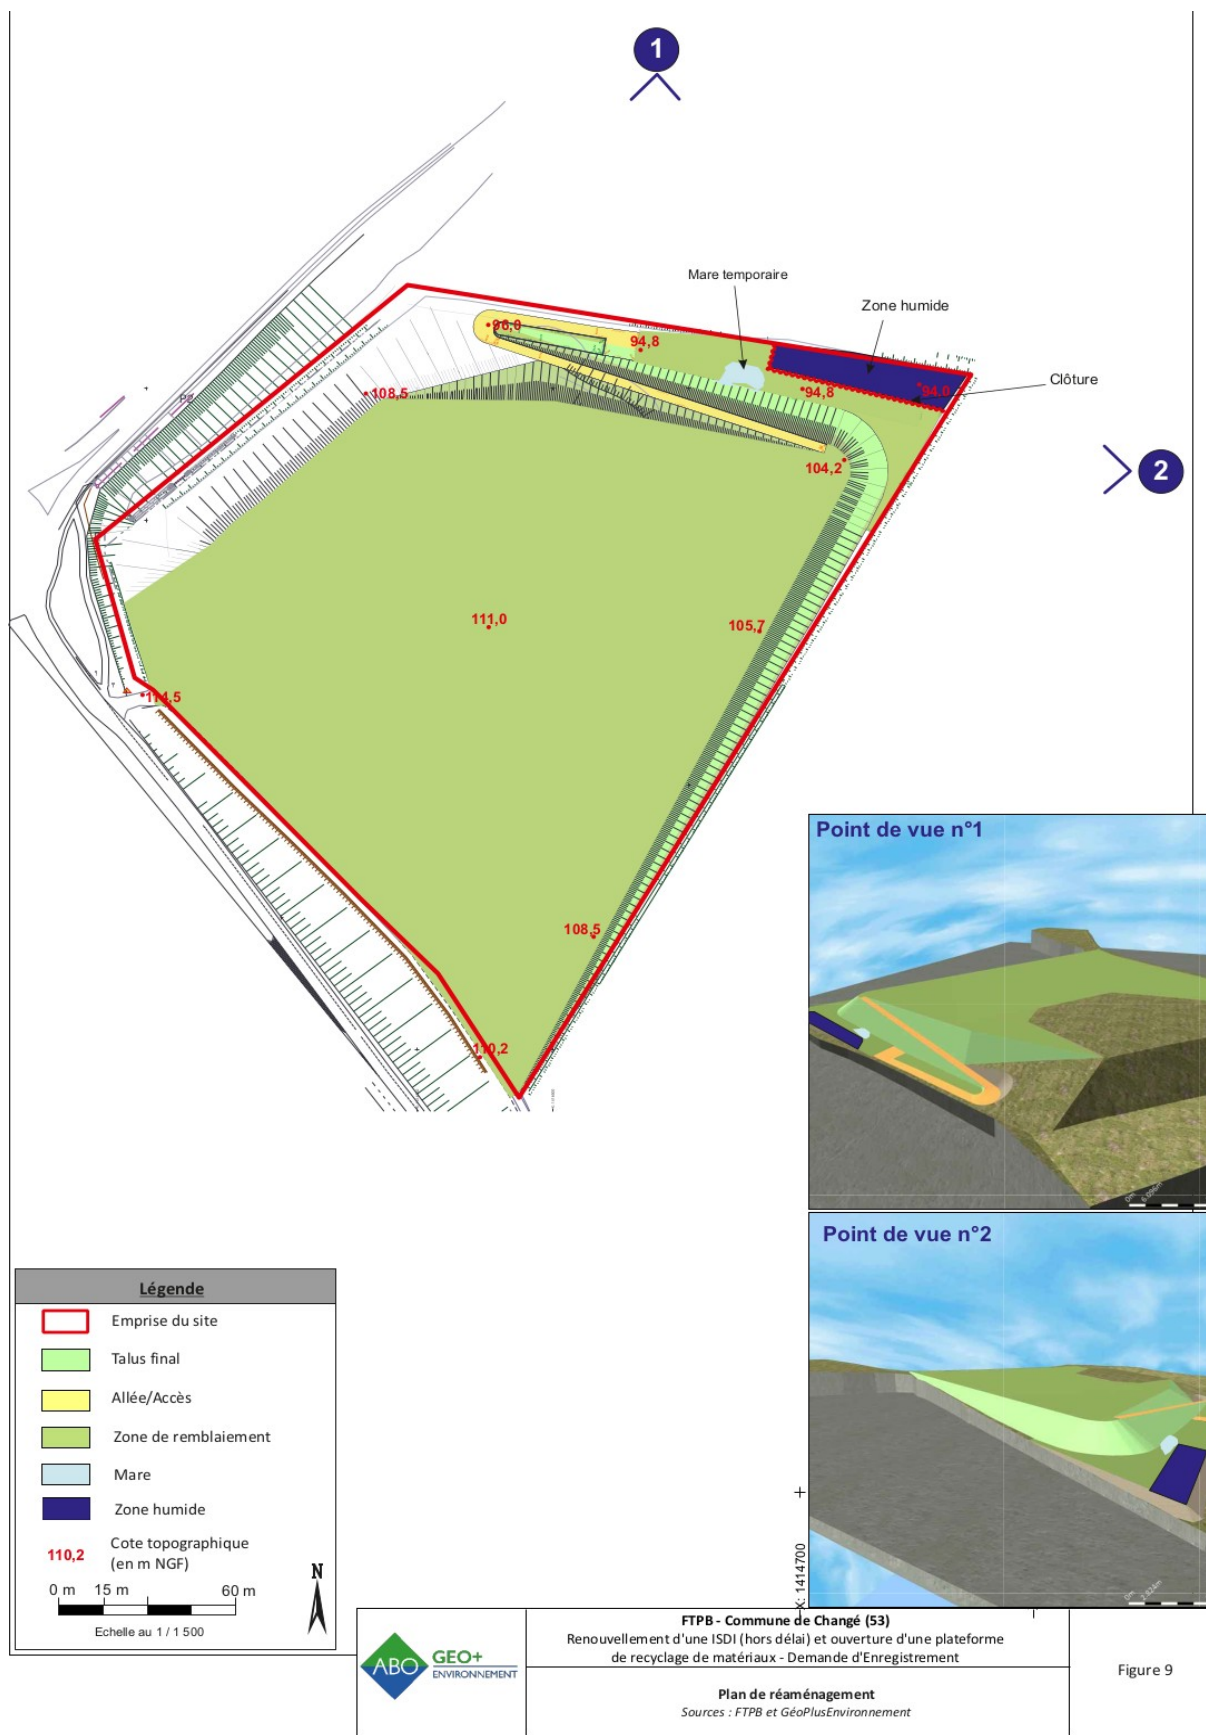 1
Mare temporaire
Zone humide
Clôture
96,0
94,8
94,8
94,0
108,5
P2
104,2
2
111,0
105,7
114,5
108,5
110,2
Point de vue n°1
0m
Point de vue n°2
0m
Légende
Emprise du site
Talus final
Allée/Accès
Zone de remblaiement
Mare
Zone humide
110,2
Cote topographique
(en m NGF)
N
0 m 15 m 60 m
Echelle au 1 / 1 500
X: 1414700
ABO
GEO+
ENVIRONNEMENT
FTPB - Commune de Changé (53)
Renouvellement d'une ISDI (hors délai) et ouverture d'une plateforme
de recyclage de matériaux - Demande d'Enregistrement
Plan de réaménagement
Sources : FTPB et GéoPlusEnvironnement
Figure 9